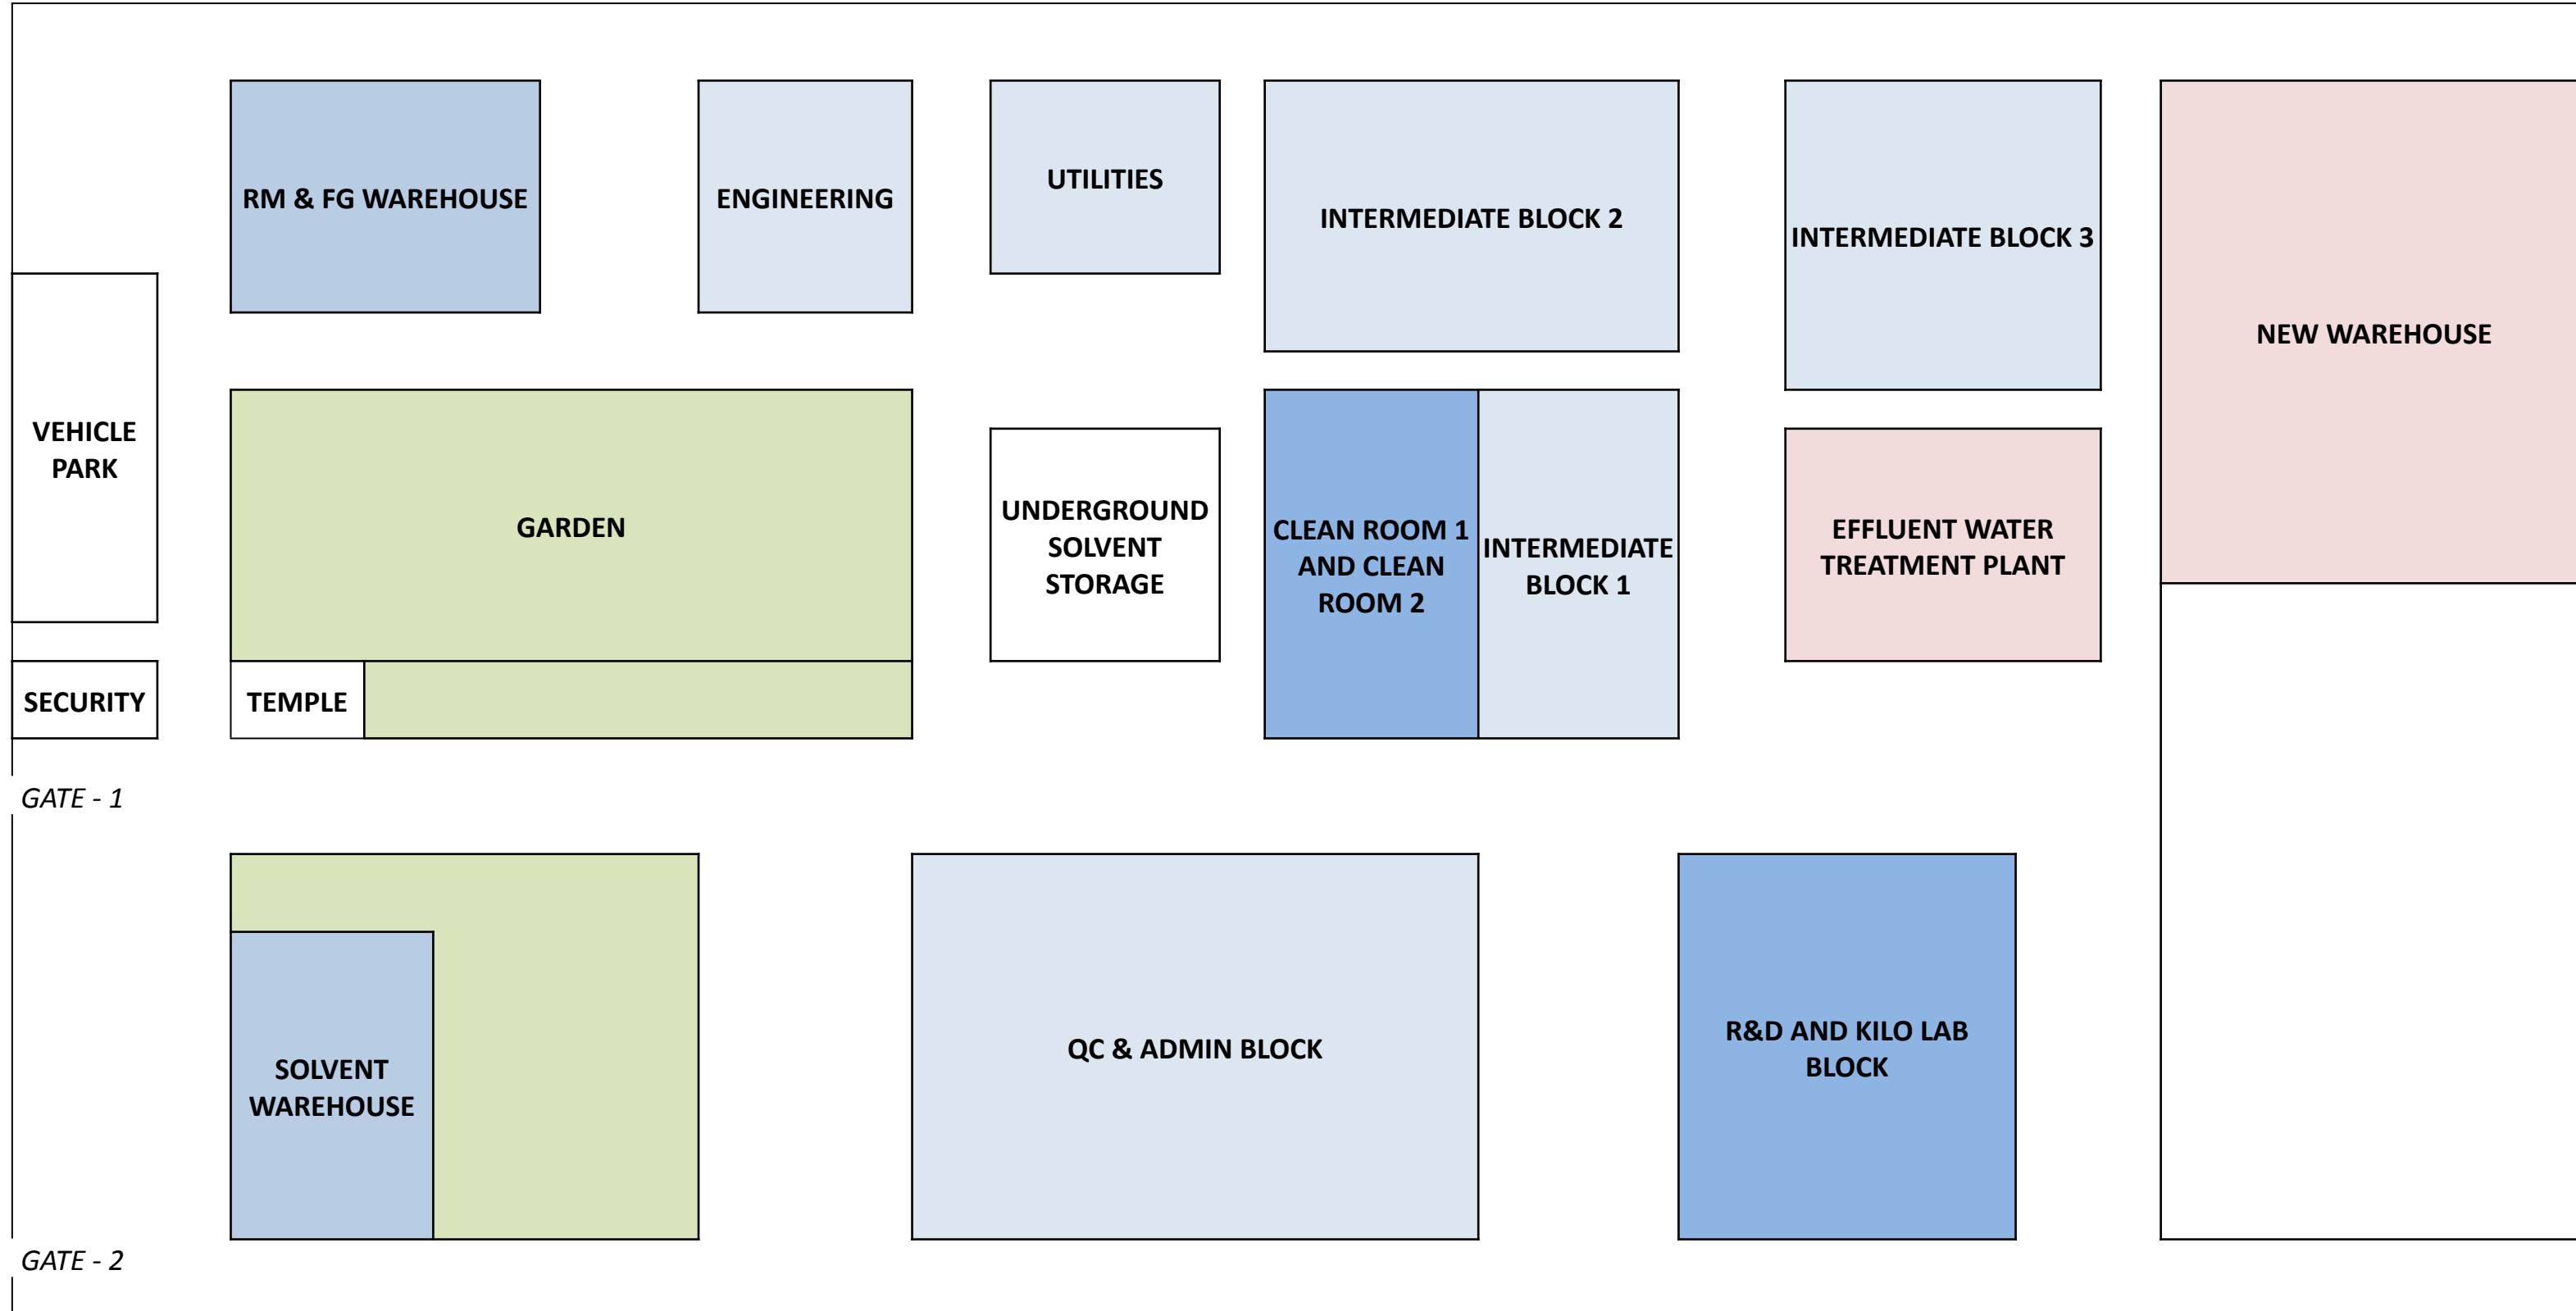 RM & FG WAREHOUSE
ENGINEERING
UTILITIES
INTERMEDIATE BLOCK 2
INTERMEDIATE BLOCK 3
NEW WAREHOUSE
VEHICLE
PARK
GARDEN
UNDERGROUND
SOLVENT
STORAGE
CLEAN ROOM 1
AND CLEAN
ROOM 2
INTERMEDIATE
BLOCK 1
EFFLUENT WATER
TREATMENT PLANT
SECURITY
TEMPLE
GATE - 1
SOLVENT
WAREHOUSE
QC & ADMIN BLOCK
R&D AND KILO LAB
BLOCK
GATE - 2